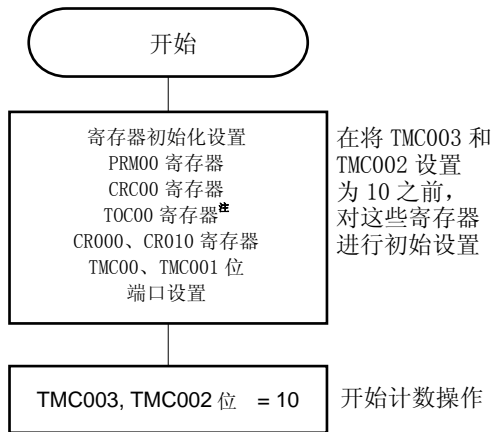 开始
寄存器初始化设置
PRM00 寄存器
CRC00 寄存器
TOC00 寄存器注
CR000、CR010 寄存器
TMC00、TMC001 位
端口设置
在将 TMC003 和
TMC002 设置
为 10 之前，
对这些寄存器
进行初始设置
TMC003, TMC002 位 = 10
开始计数操作